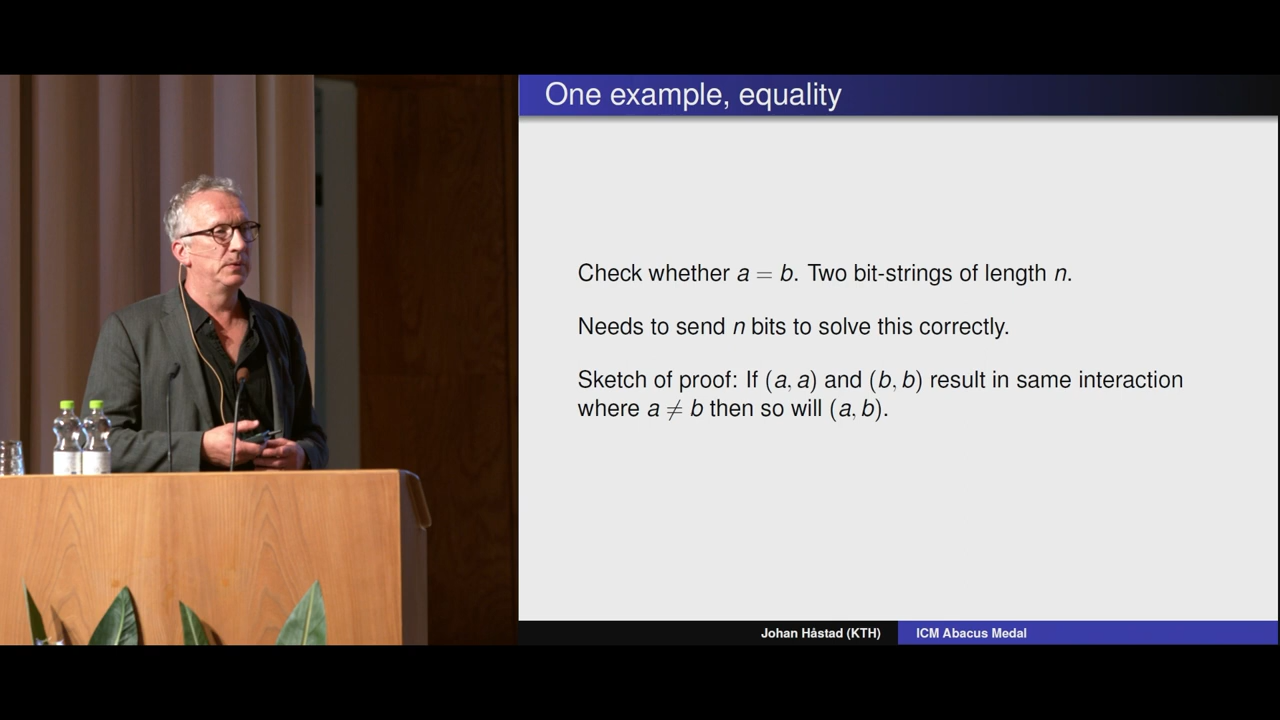 One example, equality
Check whether a = b. Two bit-strings of length n.
Needs to send n bits to solve this correctly.
Sketch of proof: If (a, a) and (b, b) result in same interaction
where a ≠ b then so will (a, b).
Johan Håstad (KTH)
ICM Abacus Medal